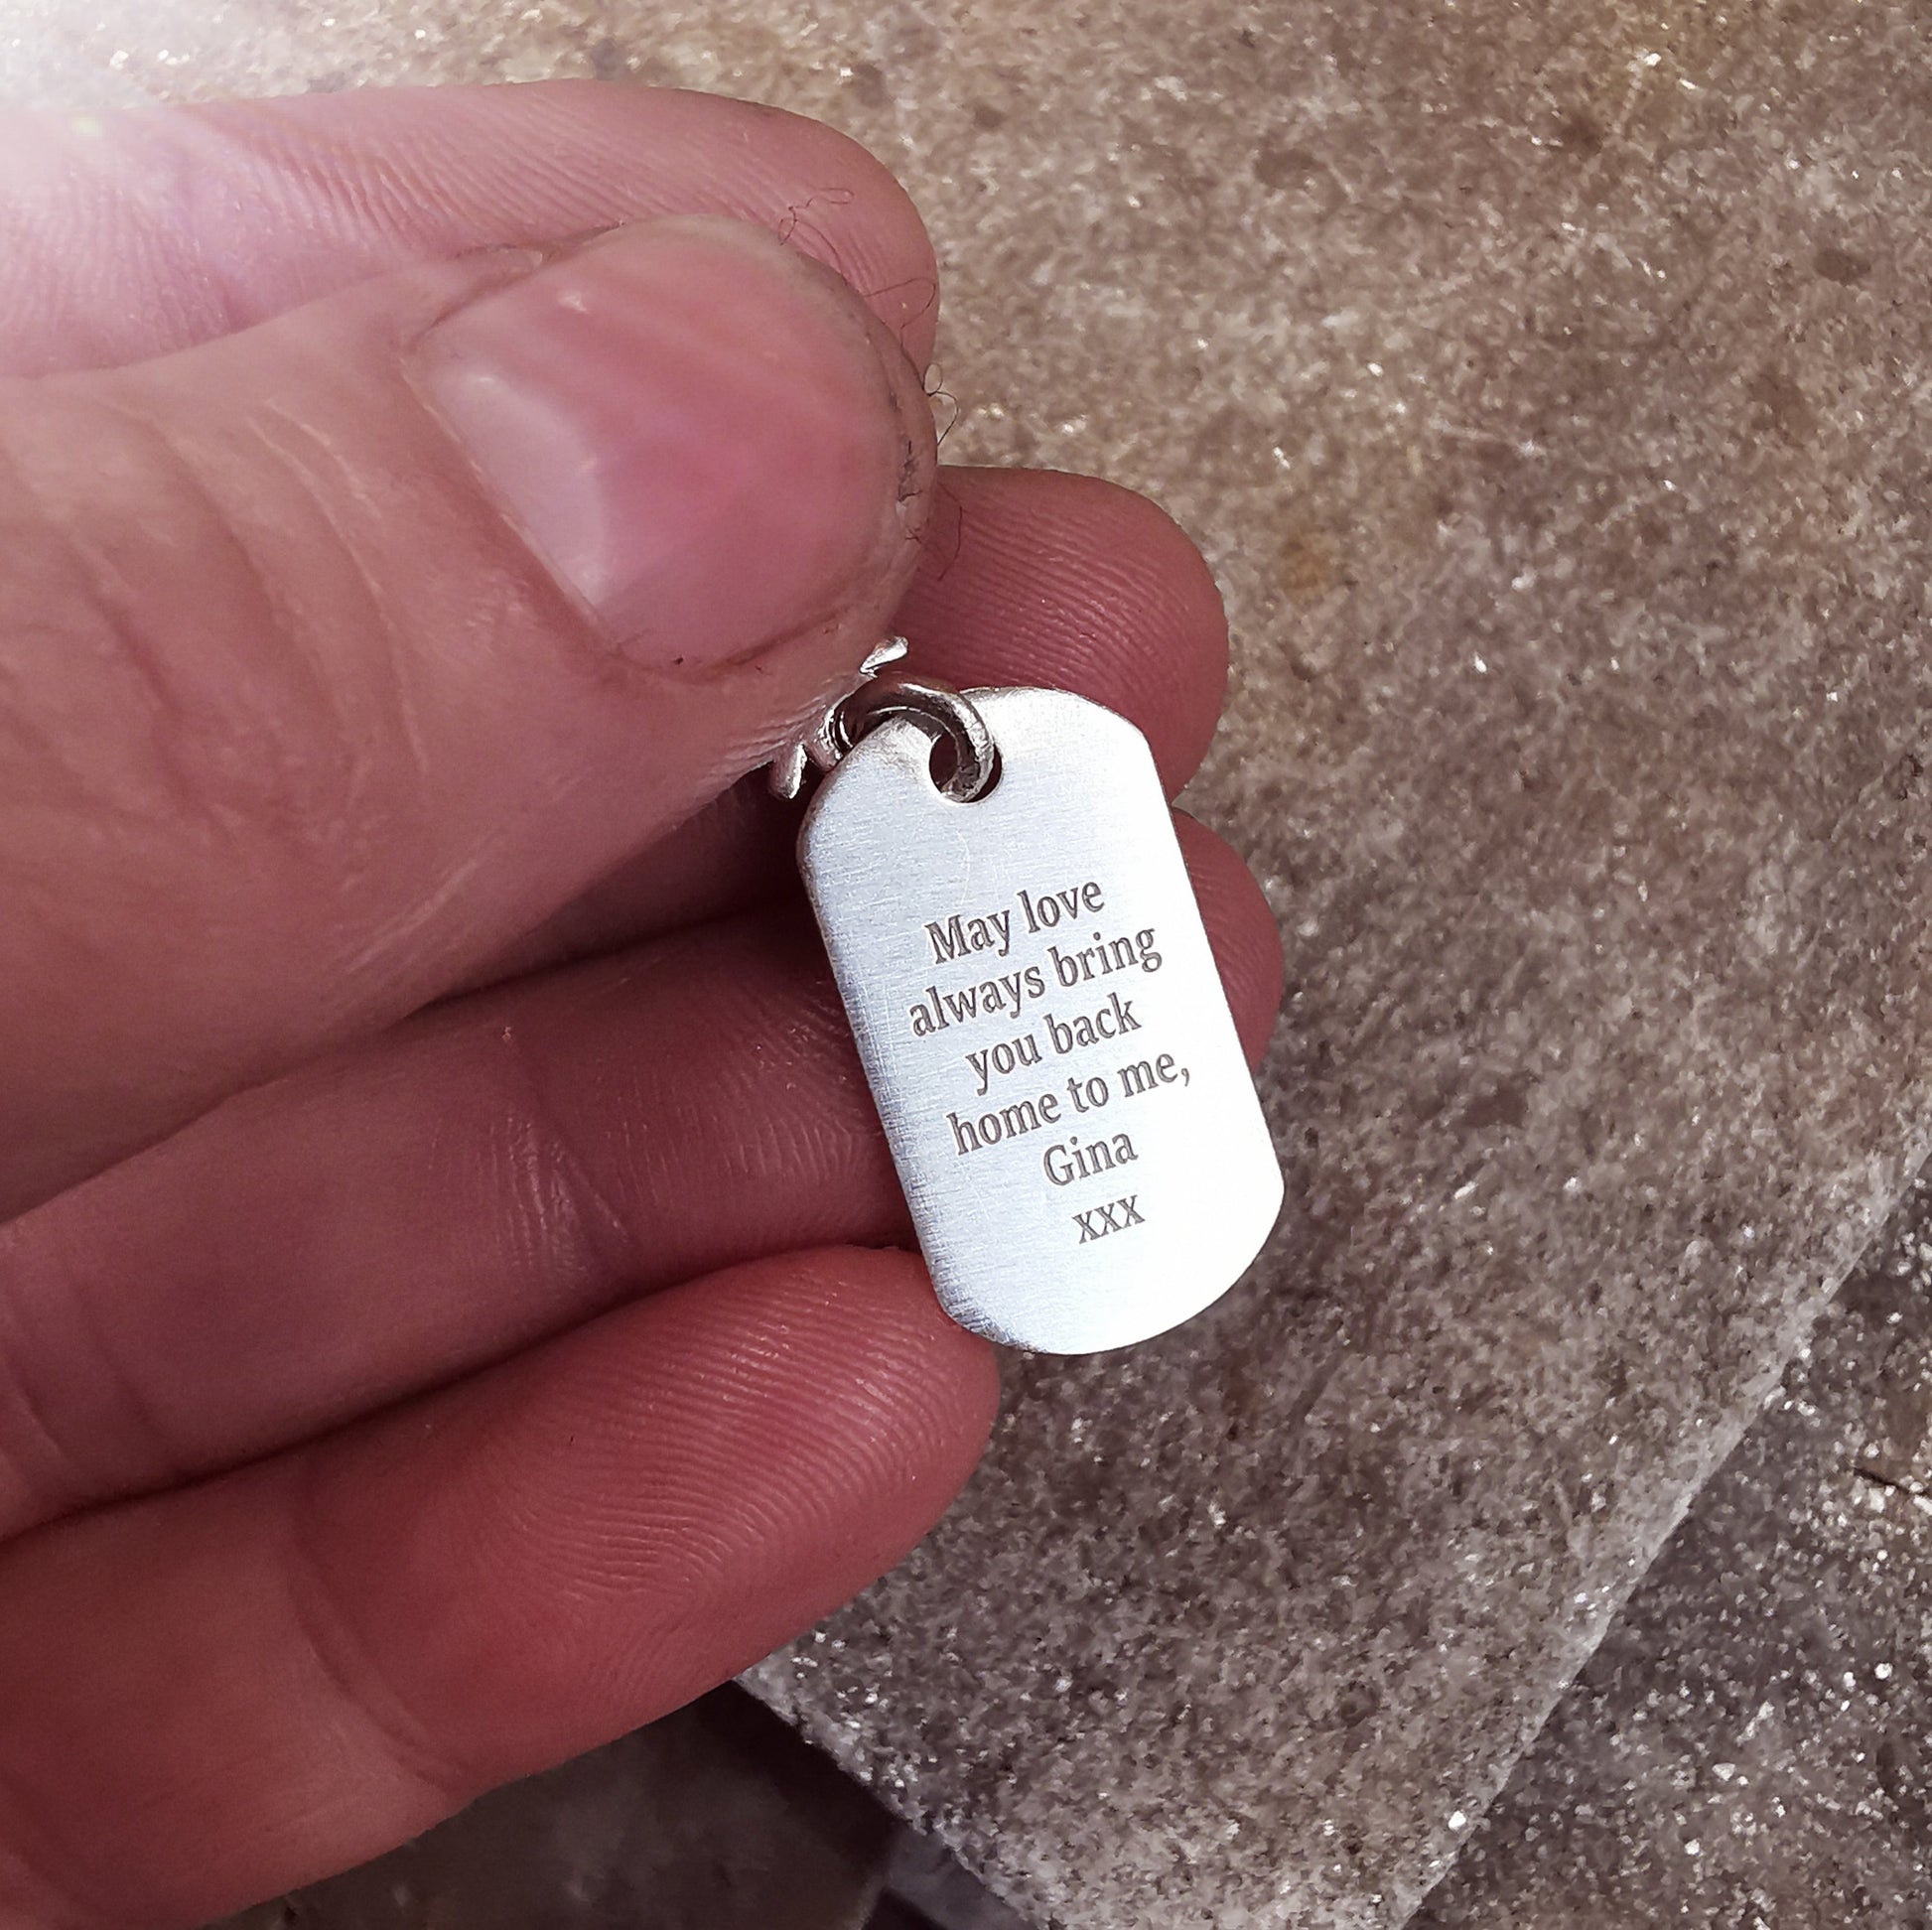 May love
always bring
you back
home to me,
Gina
xxx